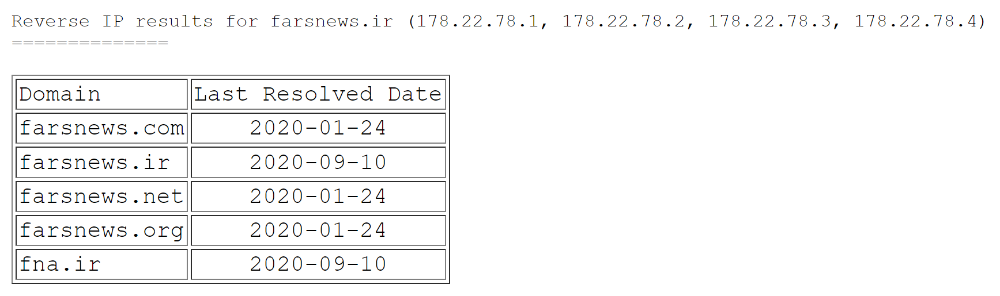 Reverse IP results for farsnews.ir (178.22.78.1, 178.22.78.2, 178.22.78.3, 178.22.78.4)
==============
Domain Last Resolved Date
farsnews.com 2020-01-24
farsnews.ir 2020-09-10
farsnews.net 2020-01-24
farsnews.org 2020-01-24
fna.ir 2020-09-10